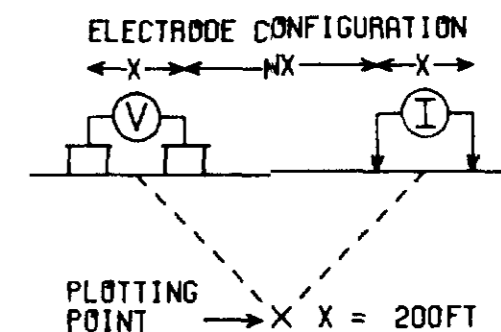 ELECTRODE CONFIGURATION
X NX X
V I
PLOTTING
POINT X X = 200FT